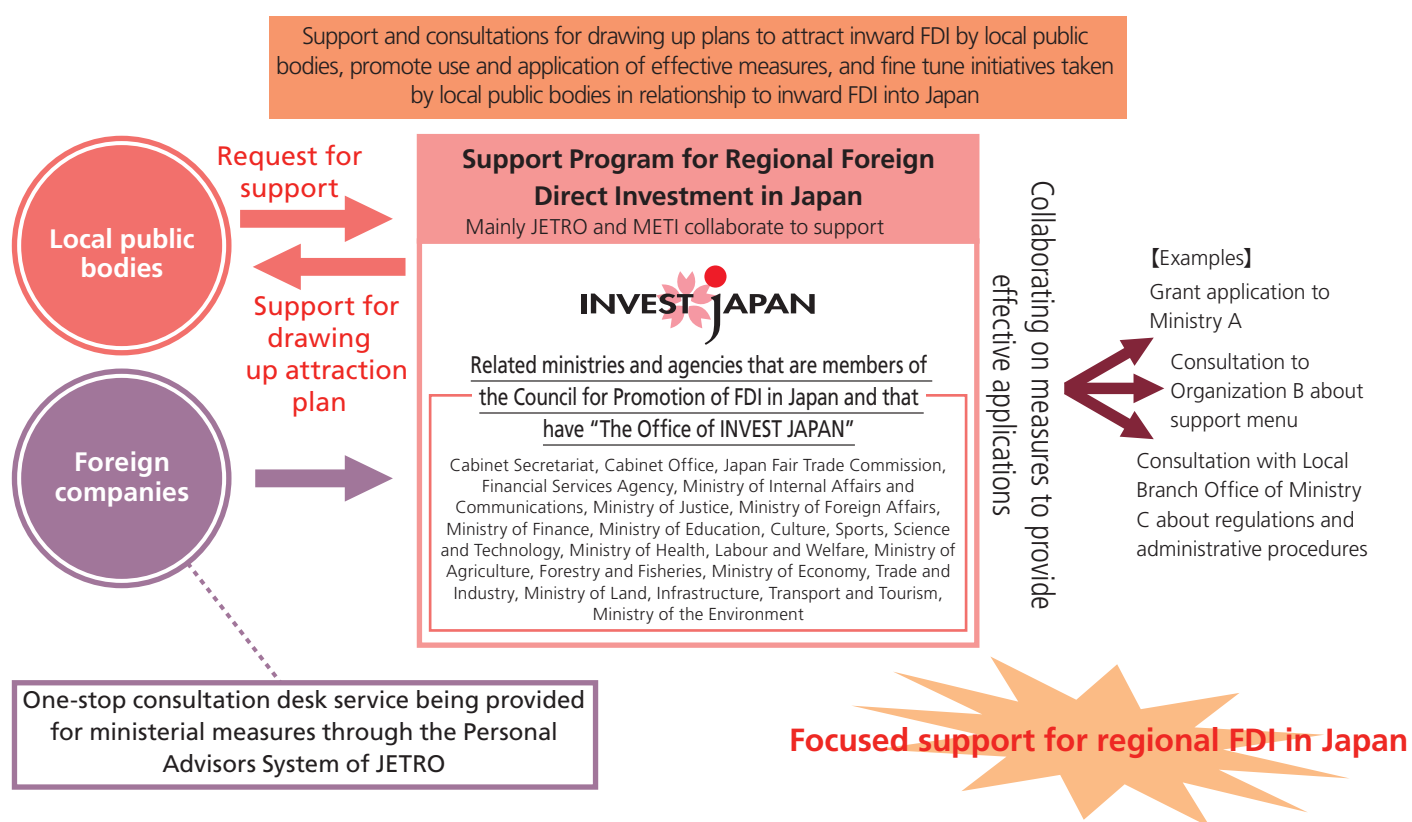 Support and consultations for drawing up plans to attract inward FDI by local public
bodies, promote use and application of effective measures, and fine tune initiatives taken
by local public bodies in relationship to inward FDI into Japan
Local public
bodies
Request for
support
Support for
drawing
up attraction
plan
Foreign
companies
Support Program for Regional Foreign
Direct Investment in Japan
Mainly JETRO and METI collaborate to support
INVEST JAPAN
Related ministries and agencies that are members of
the Council for Promotion of FDI in Japan and that
have “The Office of INVEST JAPAN”
Cabinet Secretariat, Cabinet Office, Japan Fair Trade Commission,
Financial Services Agency, Ministry of Internal Affairs and
Communications, Ministry of Justice, Ministry of Foreign Affairs,
Ministry of Finance, Ministry of Education, Culture, Sports, Science
and Technology, Ministry of Health, Labour and Welfare, Ministry of
Agriculture, Forestry and Fisheries, Ministry of Economy, Trade and
Industry, Ministry of Land, Infrastructure, Transport and Tourism,
Ministry of the Environment
Collaborating on measures to provide
effective applications
【Examples】
Grant application to
Ministry A
Consultation to
Organization B about
support menu
Consultation with Local
Branch Office of Ministry
C about regulations and
administrative procedures
One-stop consultation desk service being provided
for ministerial measures through the Personal
Advisors System of JETRO
Focused support for regional FDI in Japan